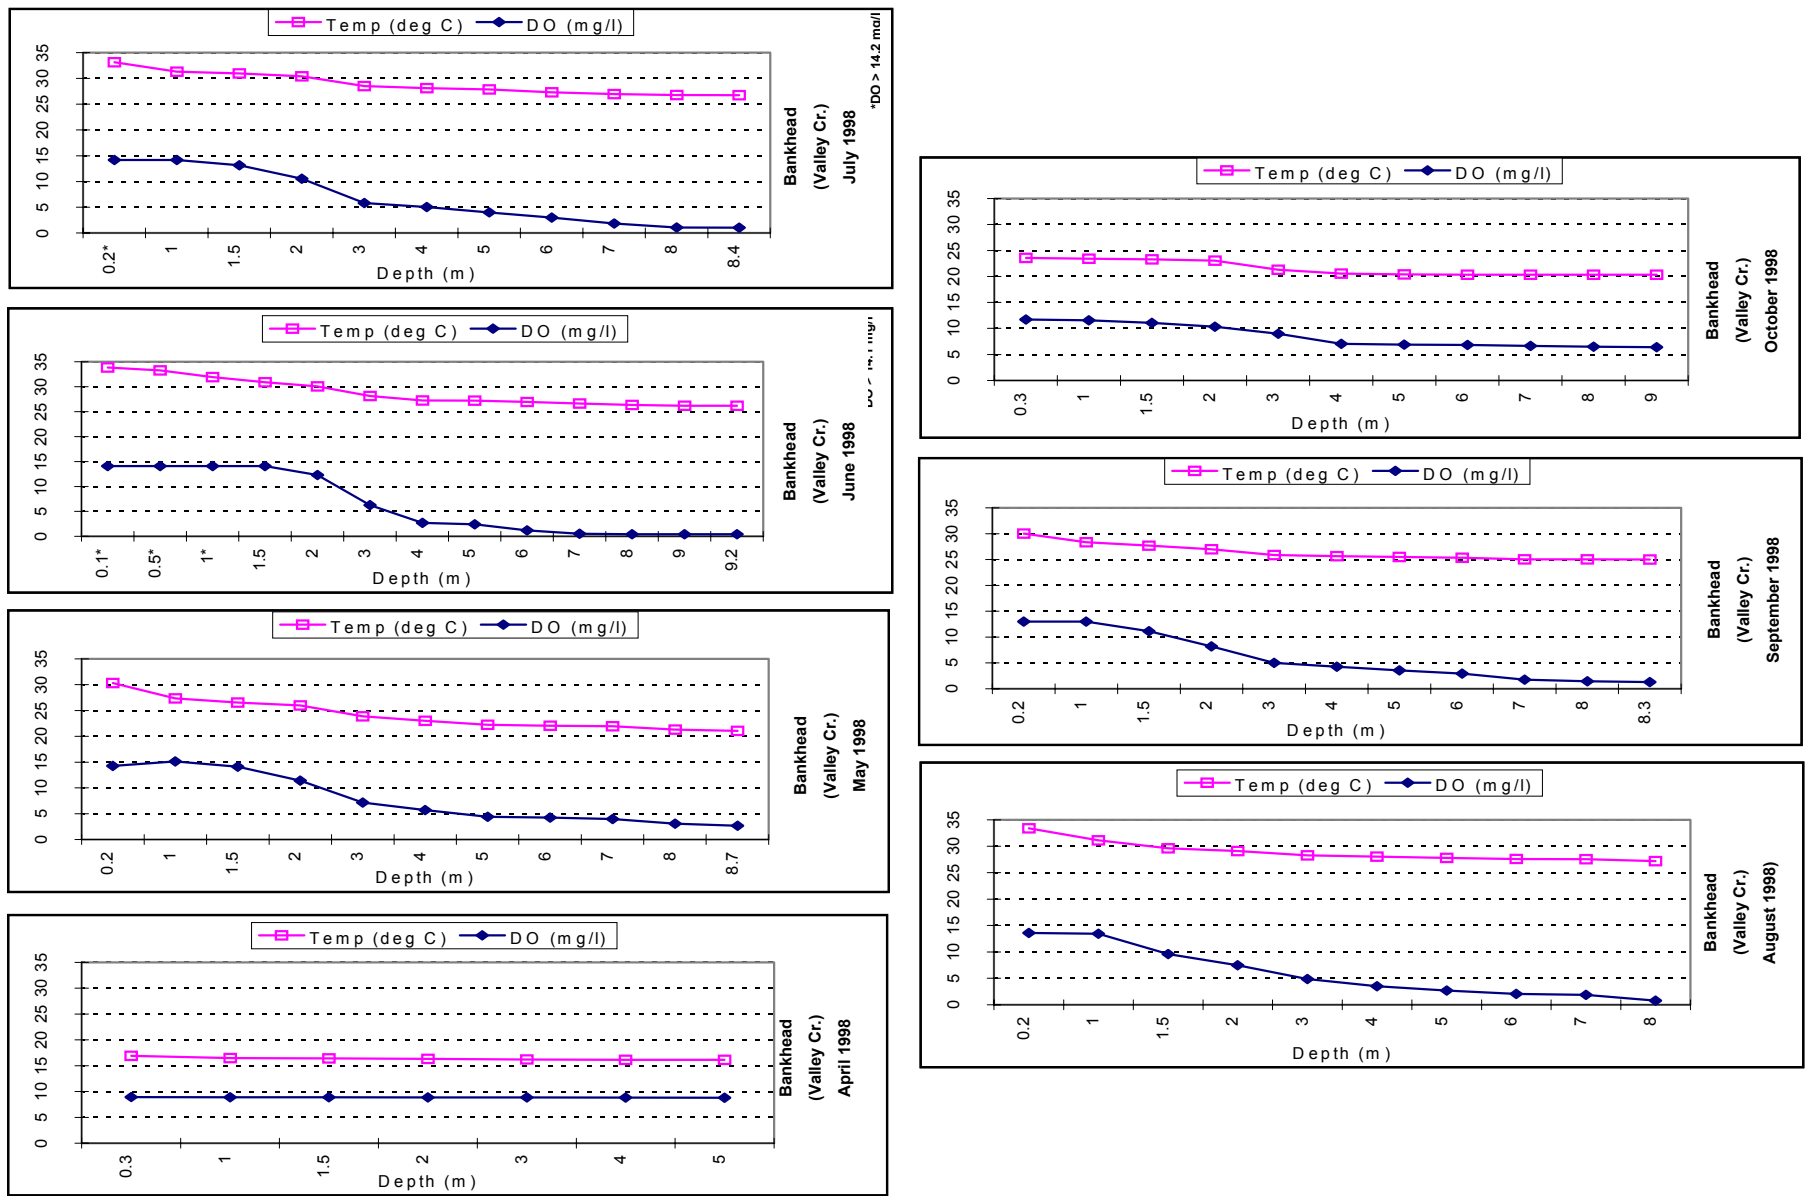 Temp (deg C) DO (mg/l)
35
30
25
20
15
10
5
0
0.2* 1 1.5 2 3 4 5 6 7 8 8.4
Depth (m)
Bankhead
(Valley Cr.)
July 1998
*DO > 14.2 mg/l
Temp (deg C) DO (mg/l)
35
30
25
20
15
10
5
0
0.1* 0.5* 1* 1.5 2 3 4 5 6 7 8 9 9.2
Depth (m)
Bankhead
(Valley Cr.)
June 1998
Temp (deg C) DO (mg/l)
35
30
25
20
15
10
5
0
0.2 1 1.5 2 3 4 5 6 7 8 8.7
Depth (m)
Bankhead
(Valley Cr.)
May 1998
Temp (deg C) DO (mg/l)
35
30
25
20
15
10
5
0
0.3 1 1.5 2 3 4 5
Depth (m)
Bankhead
(Valley Cr.)
April 1998
Temp (deg C) DO (mg/l)
35
30
25
20
15
10
5
0
0.3 1 1.5 2 3 4 5 6 7 8 9
Depth (m)
Bankhead
(Valley Cr.)
October 1998
Temp (deg C) DO (mg/l)
35
30
25
20
15
10
5
0
0.2 1 1.5 2 3 4 5 6 7 8 8.3
Depth (m)
Bankhead
(Valley Cr.)
September 1998
Temp (deg C) DO (mg/l)
35
30
25
20
15
10
5
0
0.2 1 1.5 2 3 4 5 6 7 8
Depth (m)
Bankhead
(Valley Cr.)
August 1998)